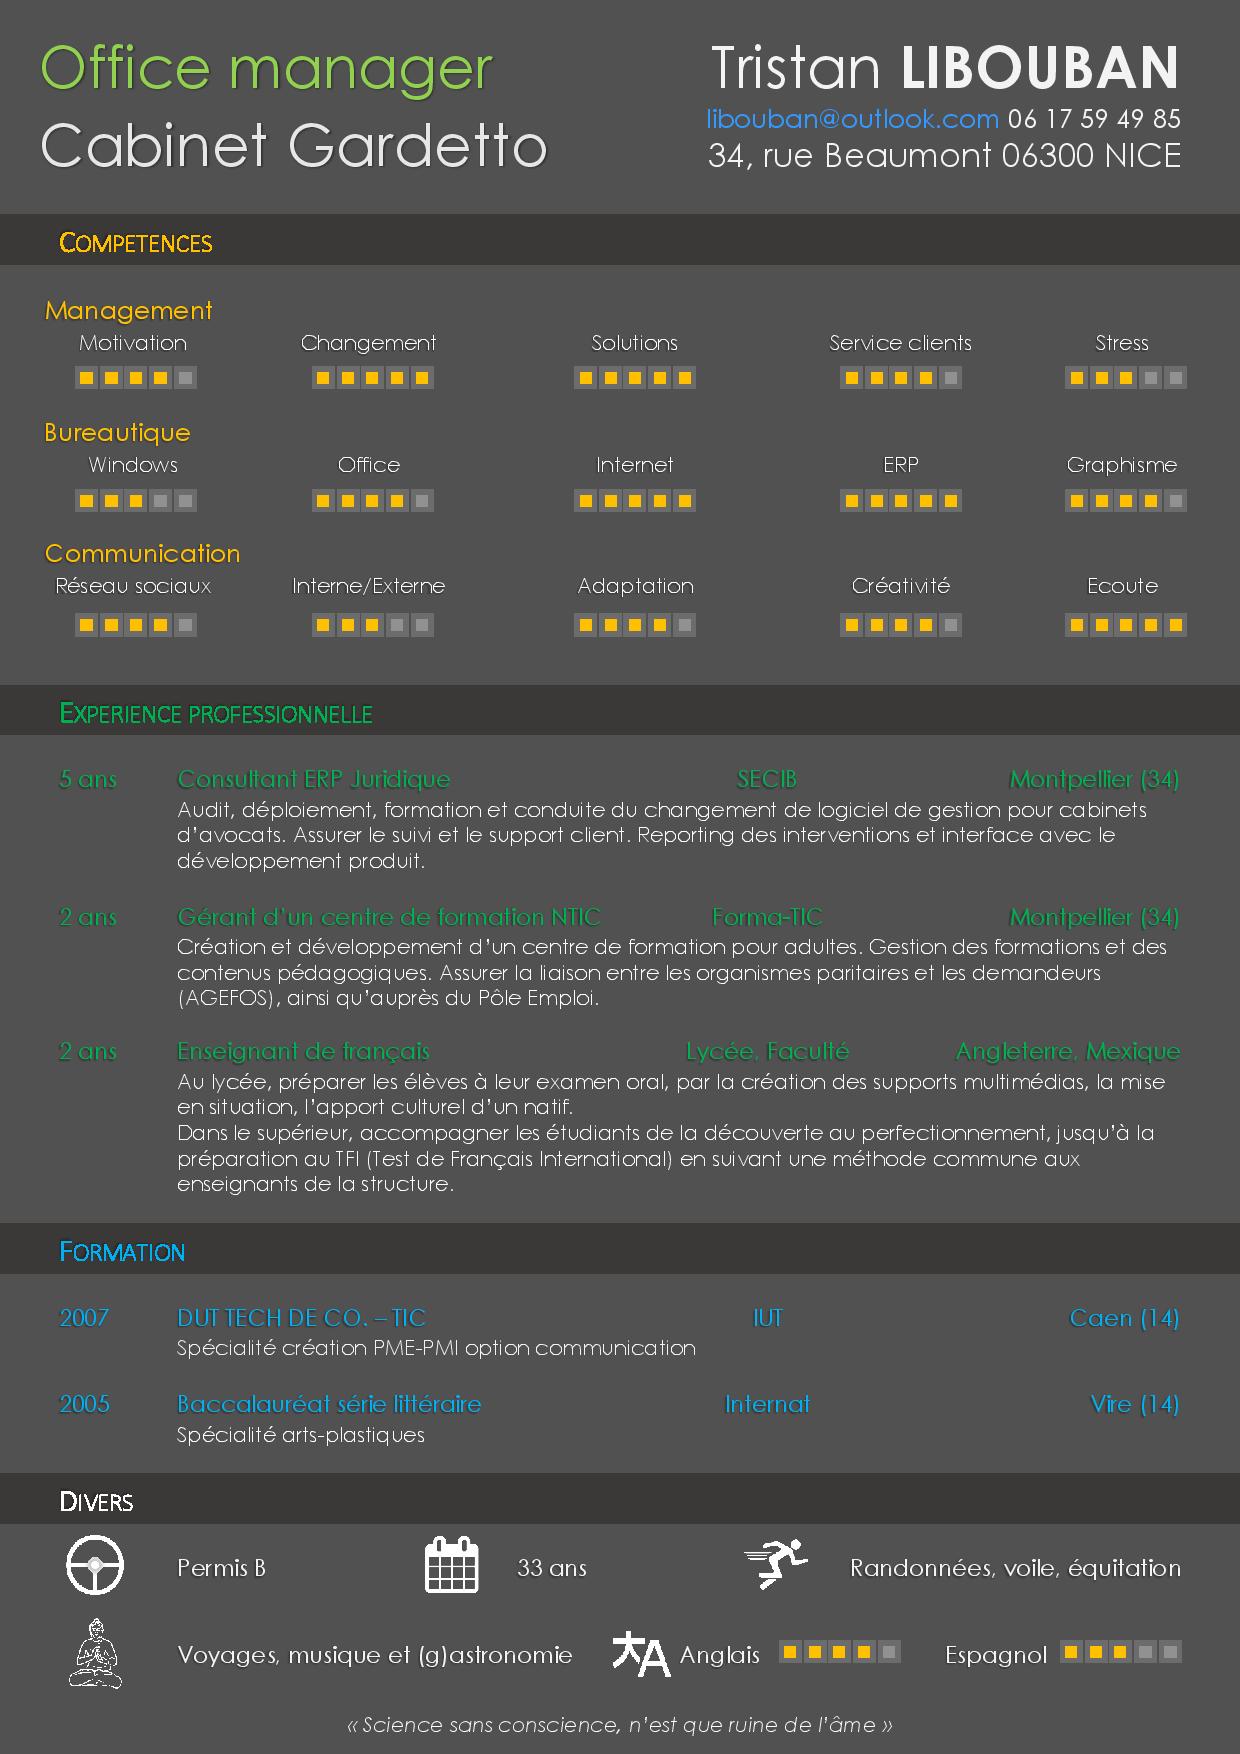 Office manager
Cabinet Gardetto
Tristan LIBOUBAN
libouban@outlook.com 06 17 59 49 85
34, rue Beaumont 06300 NICE
COMPETENCES
Management
Motivation Changement Solutions Service clients Stress
Bureautique
Windows Office Internet ERP Graphisme
Communication
Réseau sociaux Interne/Externe Adaptation Créativité Ecoute
EXPERIENCE PROFESSIONNELLE
5 ans Consultant ERP Juridique SECIB Montpellier (34)
Audit, déploiement, formation et conduite du changement de logiciel de gestion pour cabinets
d’avocats. Assurer le suivi et le support client. Reporting des interventions et interface avec le
développement produit.
2 ans Gérant d’un centre de formation NTIC Forma-TIC Montpellier (34)
Création et développement d’un centre de formation pour adultes. Gestion des formations et des
contenus pédagogiques. Assurer la liaison entre les organismes paritaires et les demandeurs
(AGEFOS), ainsi qu’auprès du Pôle Emploi.
2 ans Enseignant de français Lycée, Faculté Angleterre, Mexique
Au lycée, préparer les élèves à leur examen oral, par la création des supports multimédias, la mise
en situation, l’apport culturel d’un natif.
Dans le supérieur, accompagner les étudiants de la découverte au perfectionnement, jusqu’à la
préparation au TFI (Test de Français International) en suivant une méthode commune aux
enseignants de la structure.
FORMATION
2007 DUT TECH DE CO. – TIC IUT Caen (14)
Spécialité création PME-PMI option communication
2005 Baccalauréat série littéraire Internat Vire (14)
Spécialité arts-plastiques
DIVERS
Permis B 33 ans Randonnées, voile, équitation
Voyages, musique et (g)astronomie Anglais Espagnol
« Science sans conscience, n’est que ruine de l’âme »